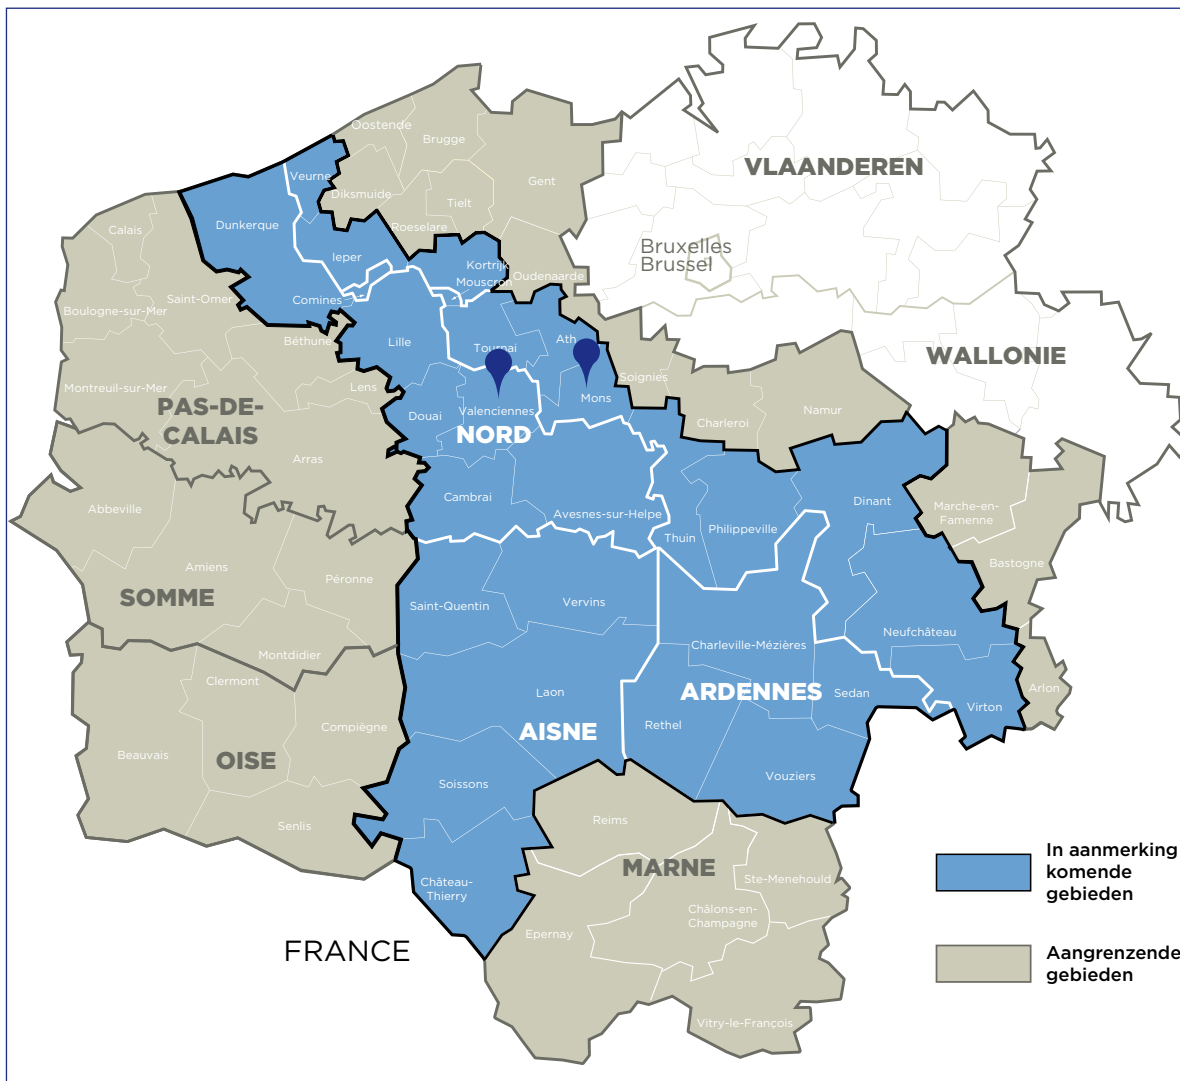 Oostende
Brugge
VLAANDEREN
Veurne
Diksmuide
Gent
Tielt
Calais
Dunkerque
Roeselare
Ieper
Bruxelles
Brussel
Kortrijk
Mouscron
Oudenaarde
Saint-Omer
Comines
Boulogne-sur-Mer
Béthune
Lille
Tournai
Ath
WALLONIE
Montreuil-sur-Mer
Lens
Soignies
PAS-DE-
CALAIS
Douai
Valenciennes
Mons
Namur
Charleroi
NORD
Arras
Abbeville
Cambrai
Avesnes-sur-Helpe
Dinant
Marche-en-
Famenne
Thuin
Philippeville
Amiens
Péronne
Bastogne
SOMME
Saint-Quentin
Vervins
Neufchâteau
Montdidier
Charleville-Mézières
Clermont
Laon
ARDENNES
Sedan
Arlon
Virton
Compiègne
Rethel
AISNE
Beauvais
OISE
Soissons
Vouziers
Senlis
Reims
MARNE
Château-
Thierry
Ste-Menehould
Châlons-en-
Champagne
Epernay
FRANCE
Vitry-le-François
In aanmerking
komende
gebieden
Aangrenzende
gebieden